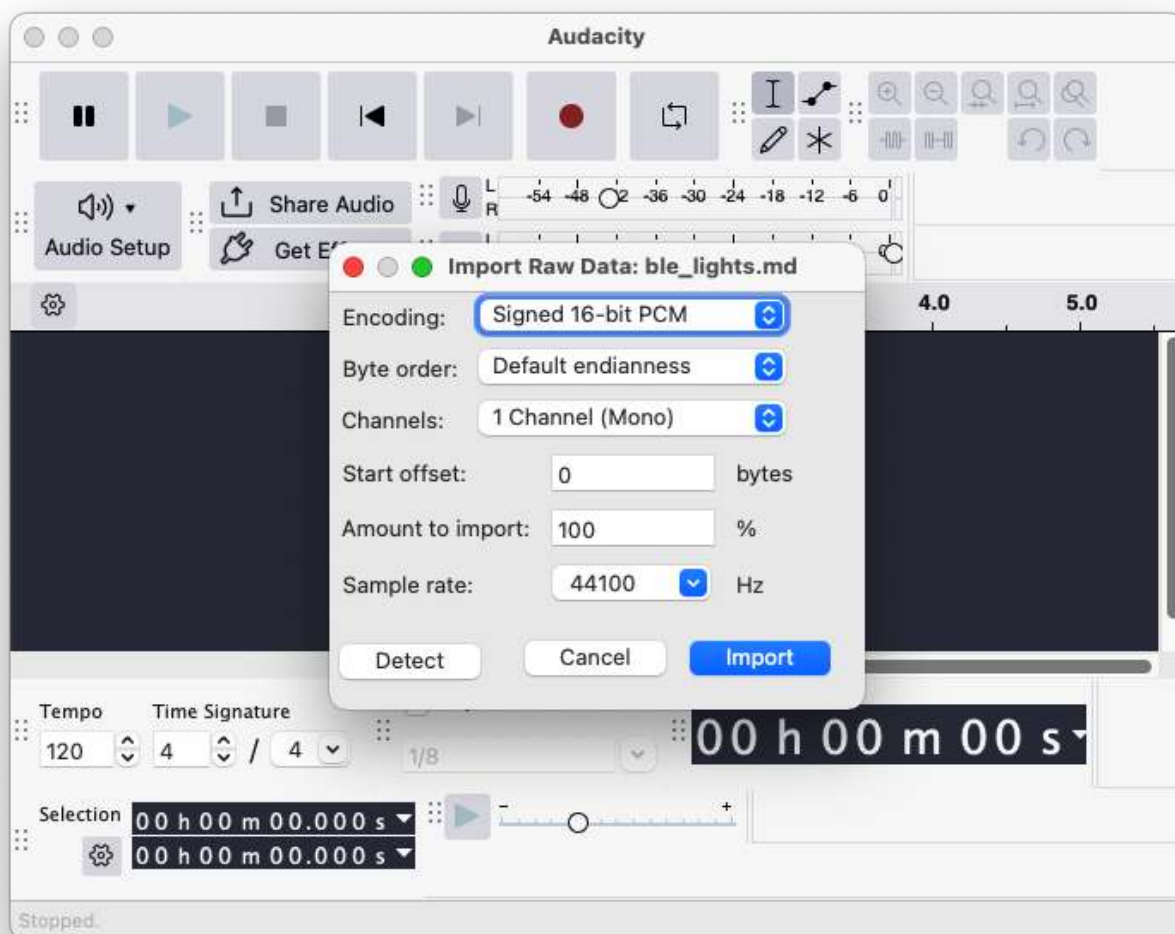 Audacity
L
R
-54 -48 2 -36 -30 -24 -18 -12 -6 0
Share Audio
Audio Setup
Get Ef
L
Import Raw Data: ble_lights.md
4.0 5.0
Encoding: Signed 16-bit PCM
Byte order: Default endianness
Channels: 1 Channel (Mono)
Start offset: 0 bytes
Amount to import: 100 %
Sample rate: 44100 Hz
Detect Cancel Import
Tempo Time Signature
120 4 / 4
1/8
00 h 00 m 00 s
Selection
00 h 00 m 00.000 s
00 h 00 m 00.000 s
- +
Stopped.